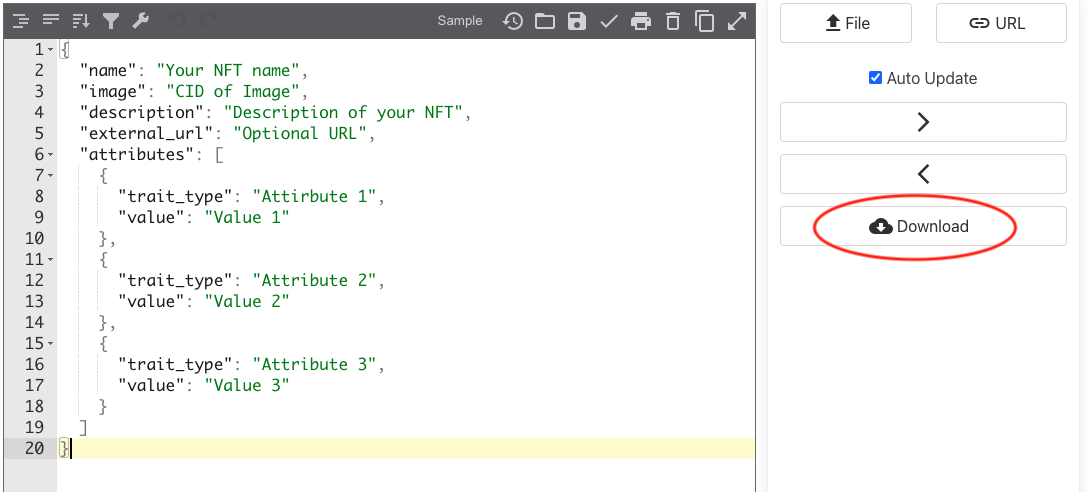 Sample
File
URL
Auto Update
Download
1 {
2 "name": "Your NFT name",
3 "image": "CID of Image",
4 "description": "Description of your NFT",
5 "external_url": "Optional URL",
6 "attributes": [
7 {
8 "trait_type": "Attirbute 1",
9 "value": "Value 1"
10 },
11 {
12 "trait_type": "Attribute 2",
13 "value": "Value 2"
14 },
15 {
16 "trait_type": "Attribute 3",
17 "value": "Value 3"
18 }
19 ]
20 }